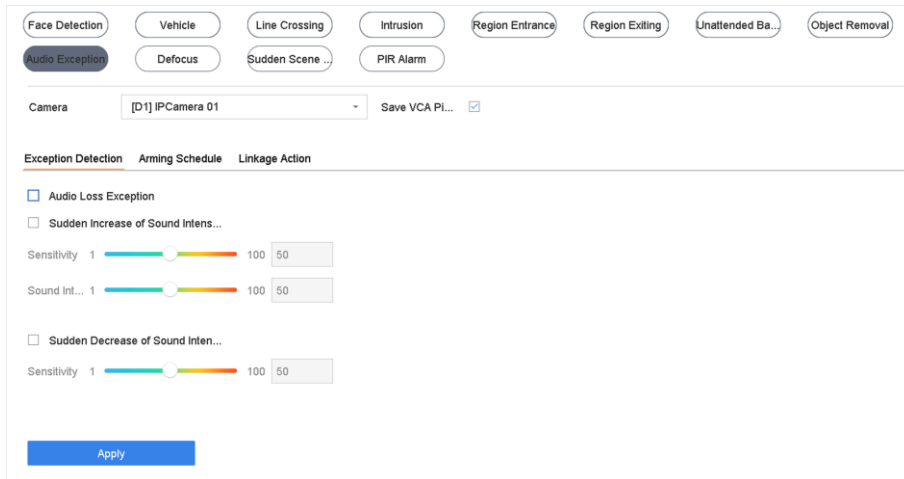 Face Detection Vehicle Line Crossing Intrusion Region Entrance Region Exiting Unattended Ba... Object Removal
Audio Exception Defocus Sudden Scene ... PIR Alarm
Camera [D1] IPCamera 01 Save VCA Pi...
Exception Detection Arming Schedule Linkage Action
Audio Loss Exception
Sudden Increase of Sound Intens...
Sensitivity 1 100 50
Sound Int... 1 100 50
Sudden Decrease of Sound Inten...
Sensitivity 1 100 50
Apply